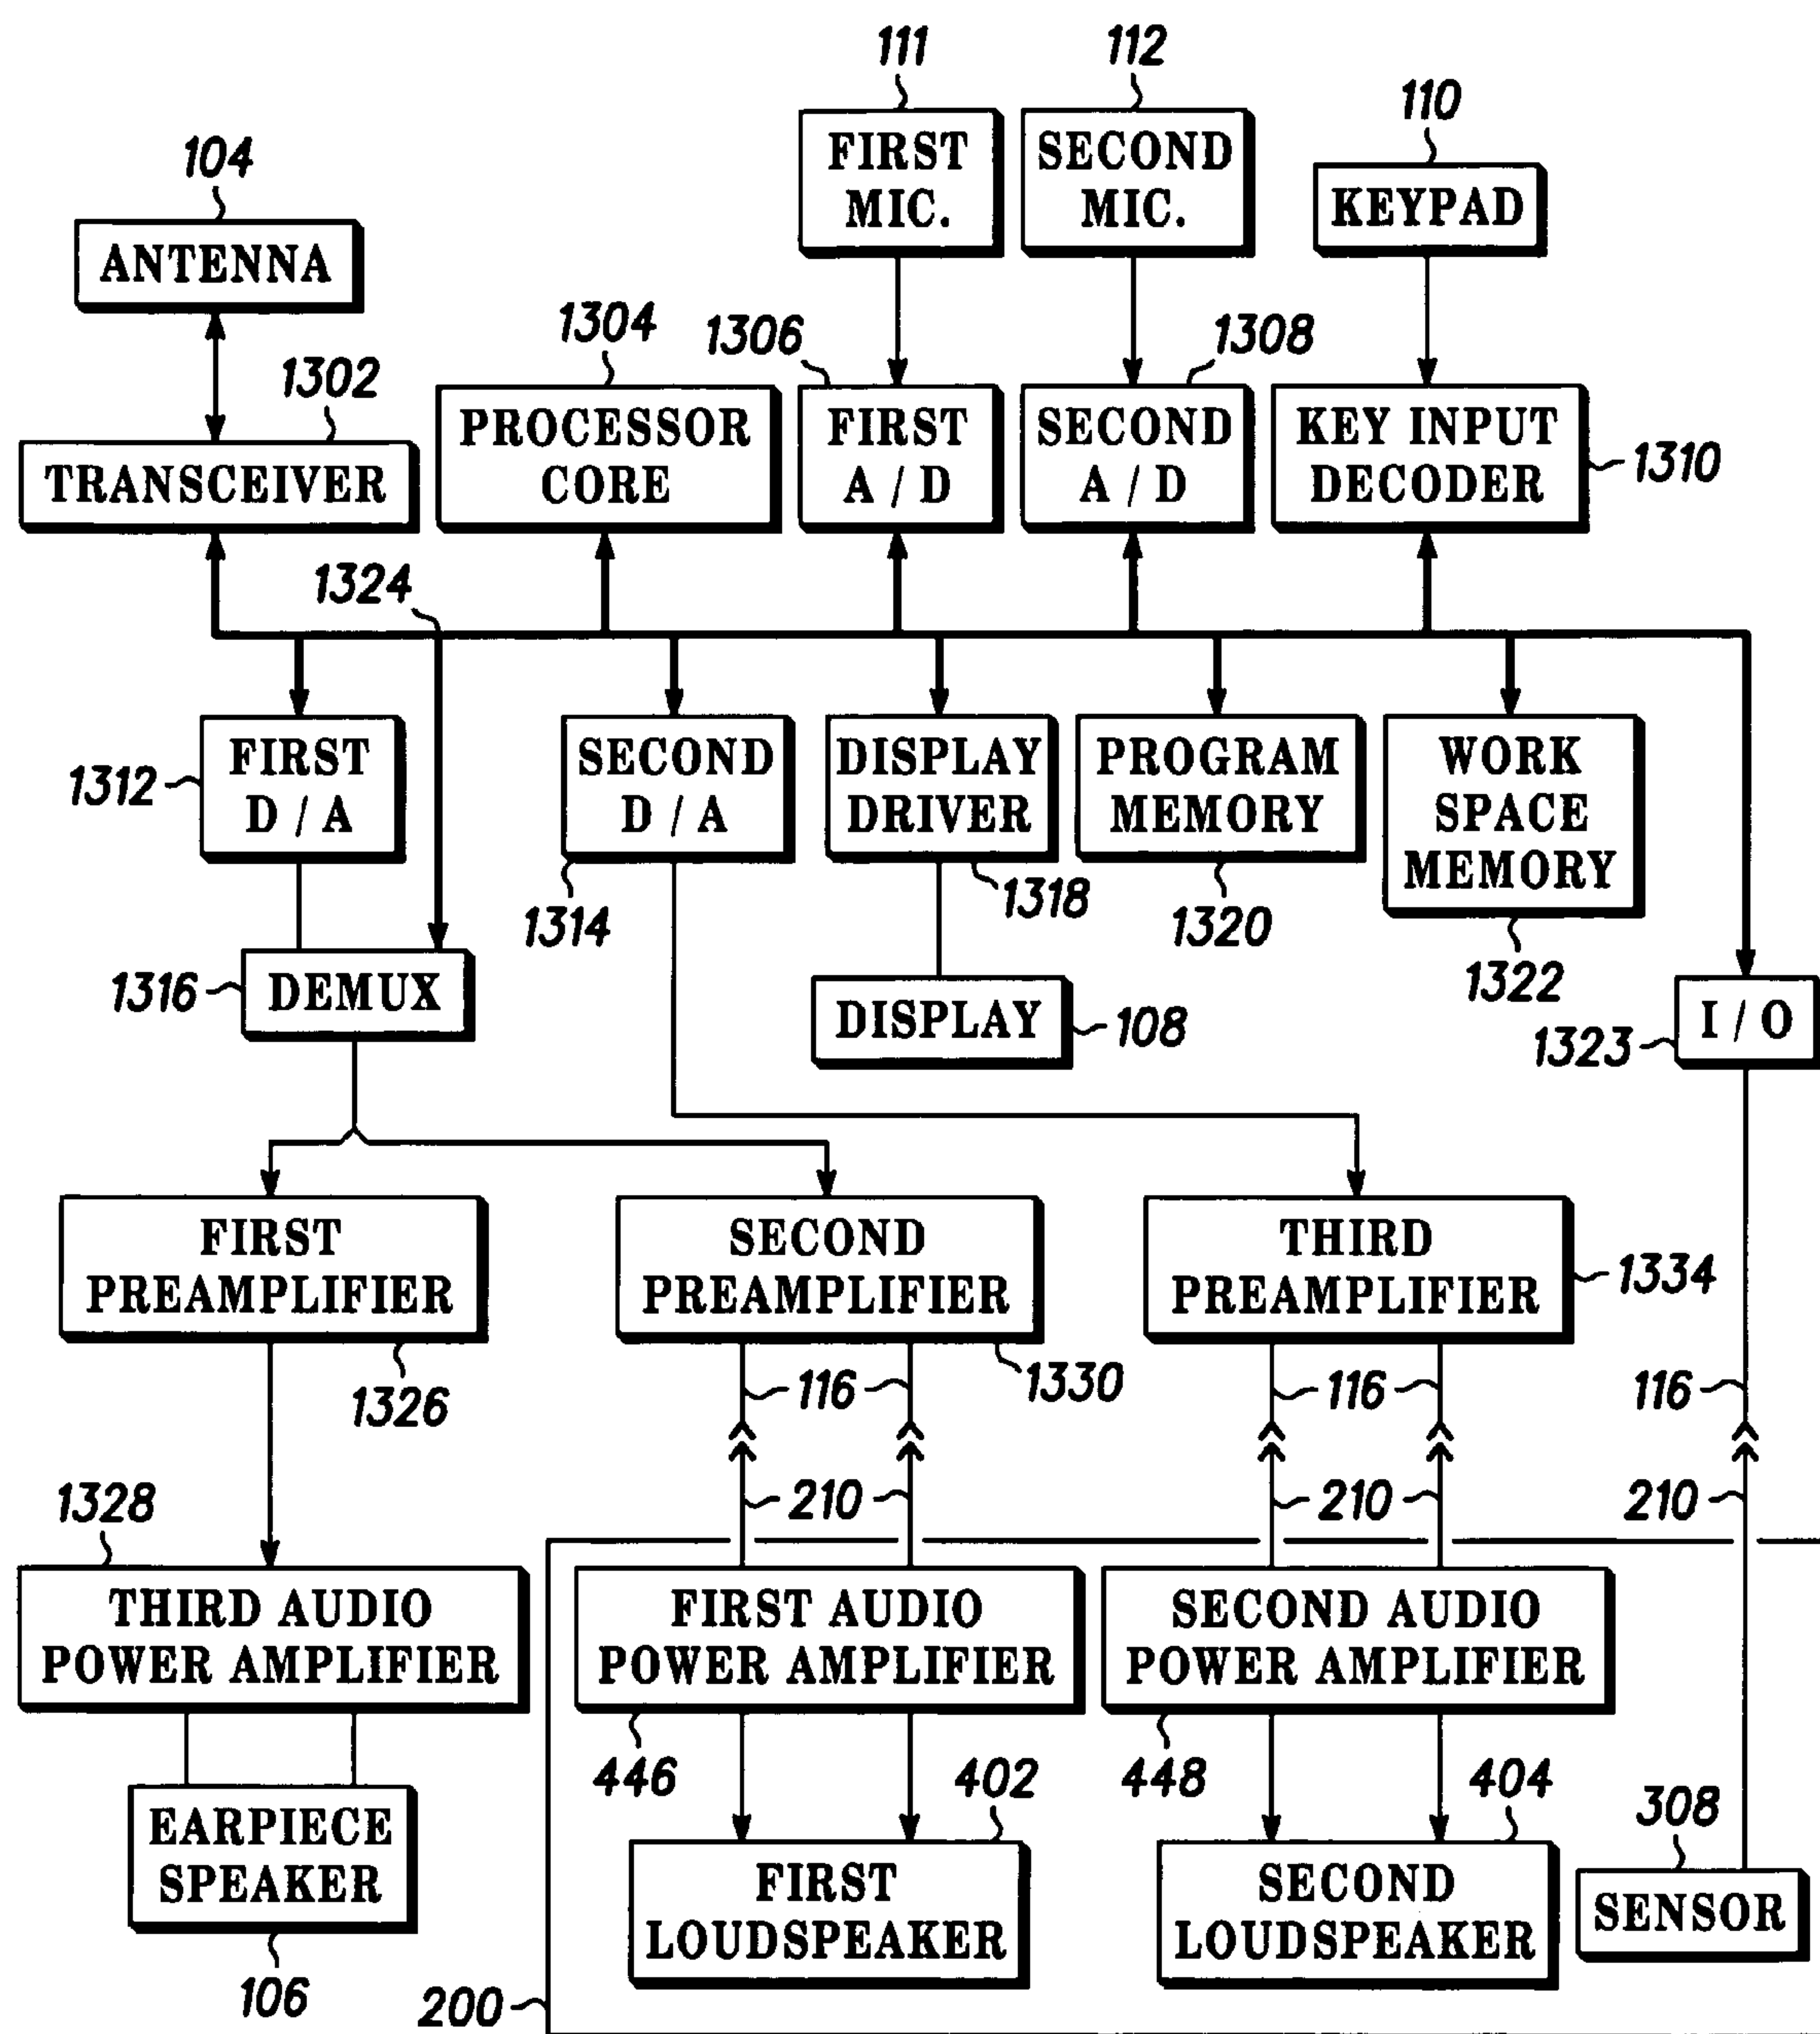 111
112
110
104
FIRST
MIC.
SECOND
MIC.
KEYPAD
ANTENNA
1302
1304
1306
1308
TRANSCEIVER
PROCESSOR
CORE
FIRST
A / D
SECOND
A / D
KEY INPUT
DECODER
1310
1324
1312
FIRST
D / A
SECOND
D / A
DISPLAY
DRIVER
PROGRAM
MEMORY
WORK
SPACE
MEMORY
1314
1318
1320
1322
1316
DEMUX
DISPLAY
108
1323
I / O
FIRST
PREAMPLIFIER
SECOND
PREAMPLIFIER
THIRD
PREAMPLIFIER
1334
1326
116
1330
116
116
1328
210
210
210
THIRD AUDIO
POWER AMPLIFIER
FIRST AUDIO
POWER AMPLIFIER
SECOND AUDIO
POWER AMPLIFIER
446
402
448
404
308
EARPIECE
SPEAKER
FIRST
LOUDSPEAKER
SECOND
LOUDSPEAKER
SENSOR
106
200